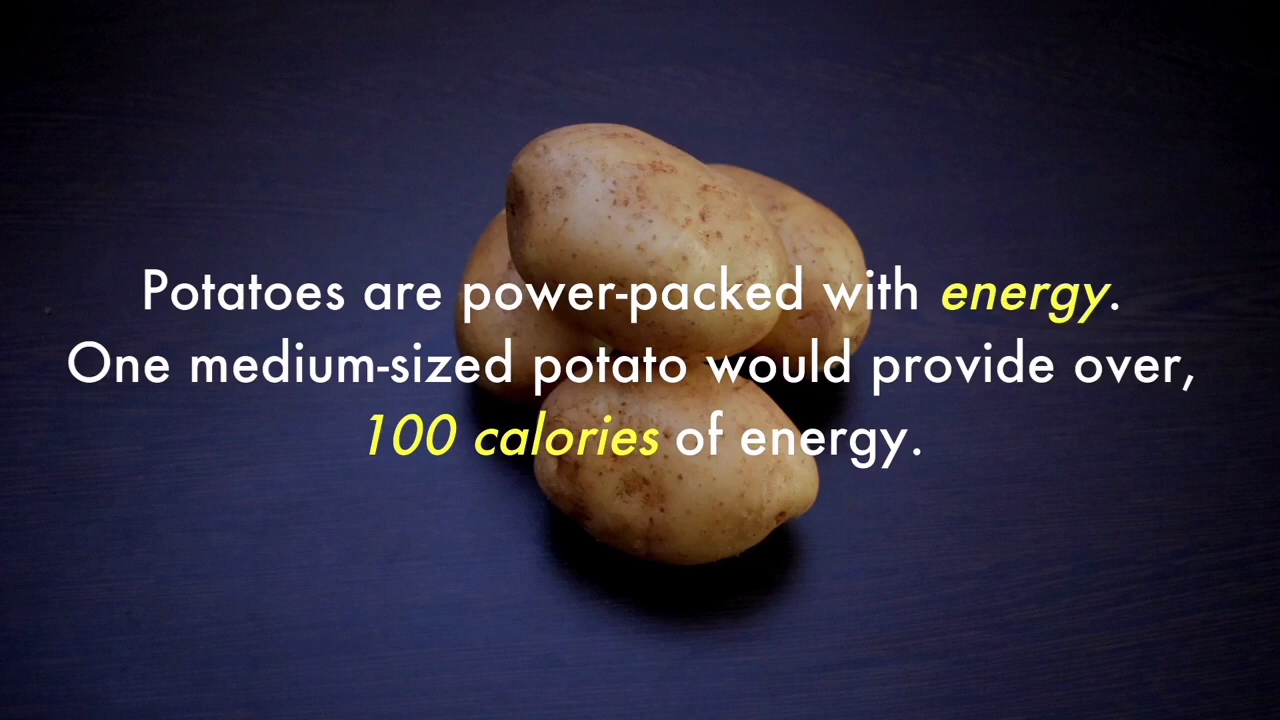 Potatoes are power-packed with energy.
One medium-sized potato would provide over,
100 calories of energy.